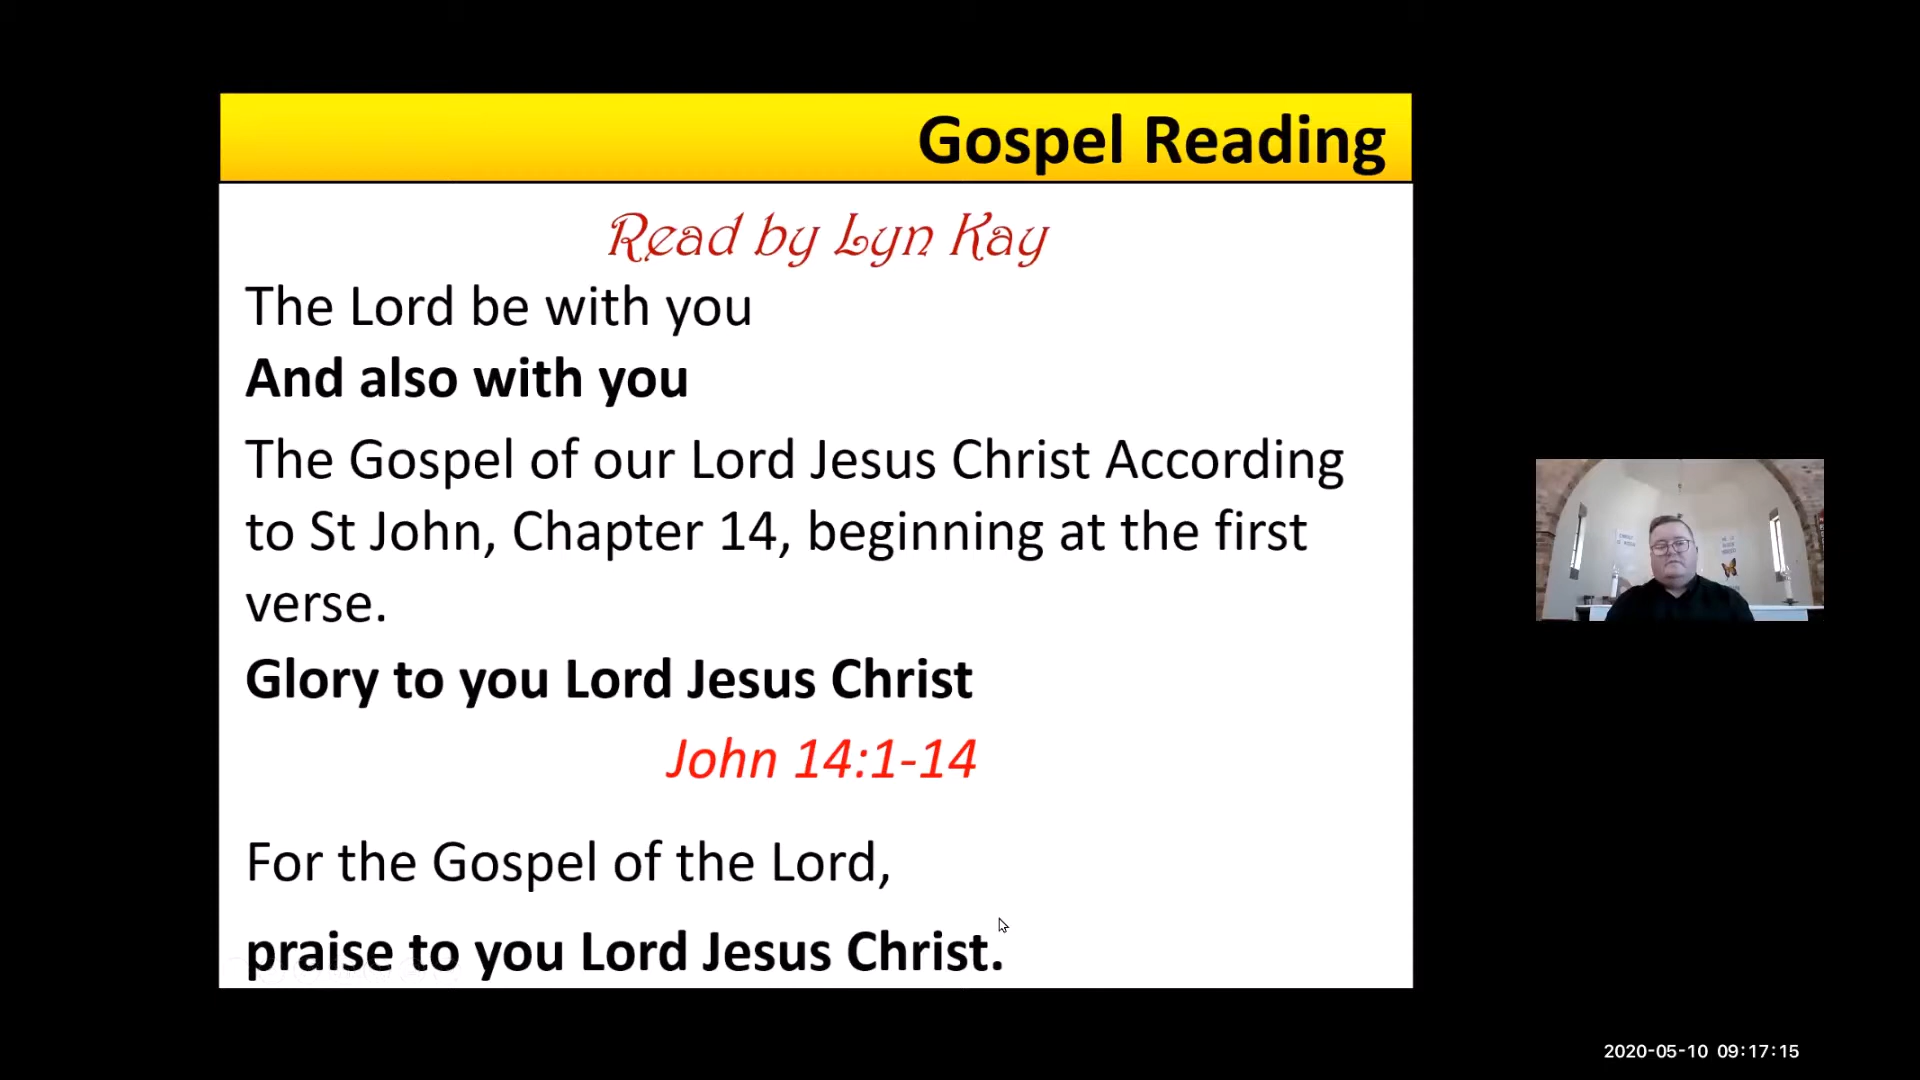 Gospel Reading
Read by Lyn Kay
The Lord be with you
And also with you
The Gospel of our Lord Jesus Christ According
to St John, Chapter 14, beginning at the first
verse.
Glory to you Lord Jesus Christ
John 14:1-14
For the Gospel of the Lord,
praise to you Lord Jesus Christ.
2020-05-10 09:17:15